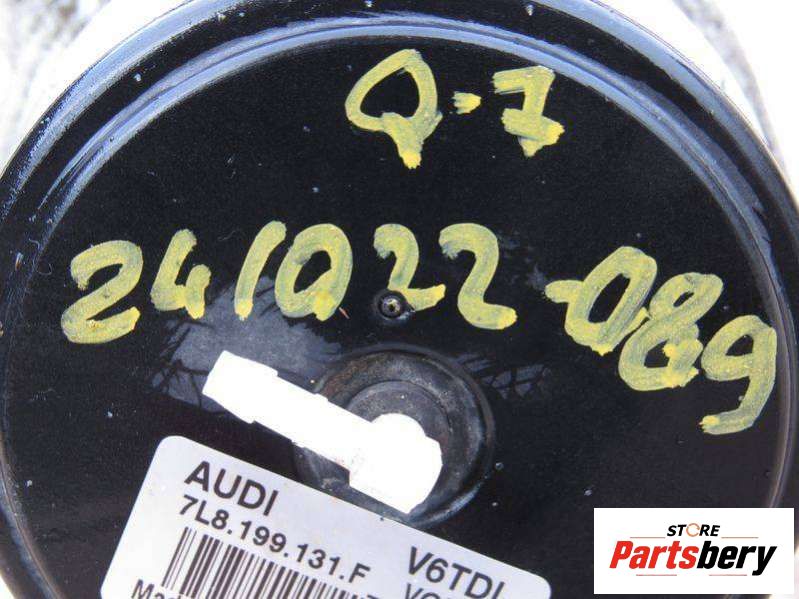 Q-7
241022-089
AUDI
7L8.199.131.F
V6TDI
STORE
Partsbery